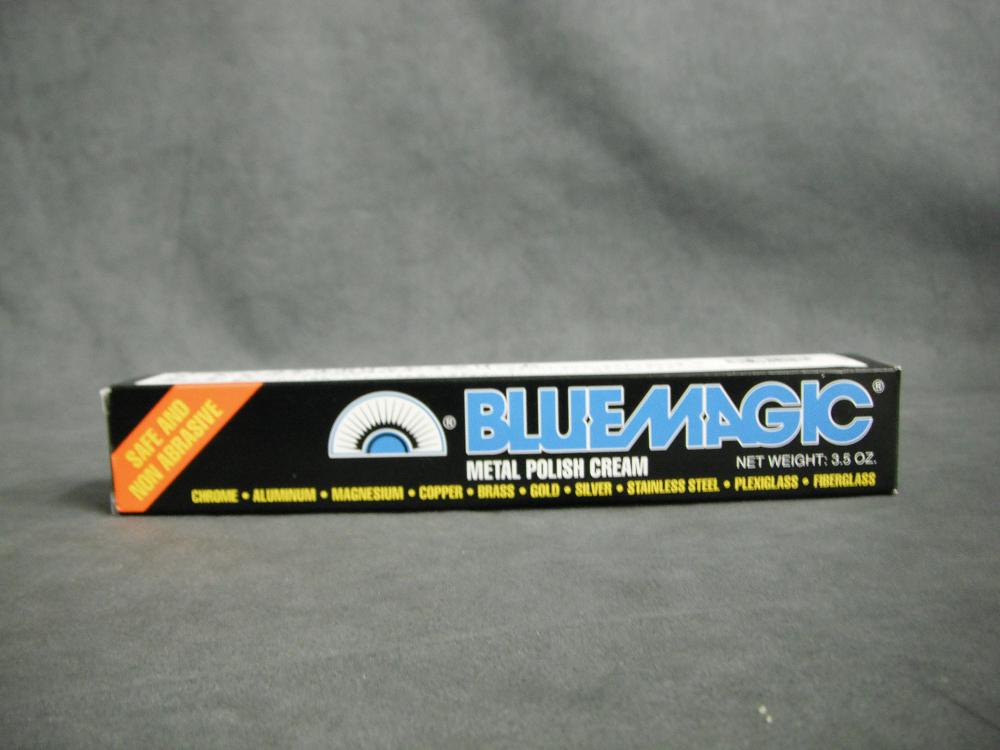 SAFE AND
NON ABRASIVE
®
BLUEMAGIC®
METAL POLISH CREAM
NET WEIGHT: 3.5 OZ.
CHROME • ALUMINUM • MAGNESIUM • COPPER • BRASS • GOLD • SILVER • STAINLESS STEEL • PLEXIGLASS • FIBERGLASS